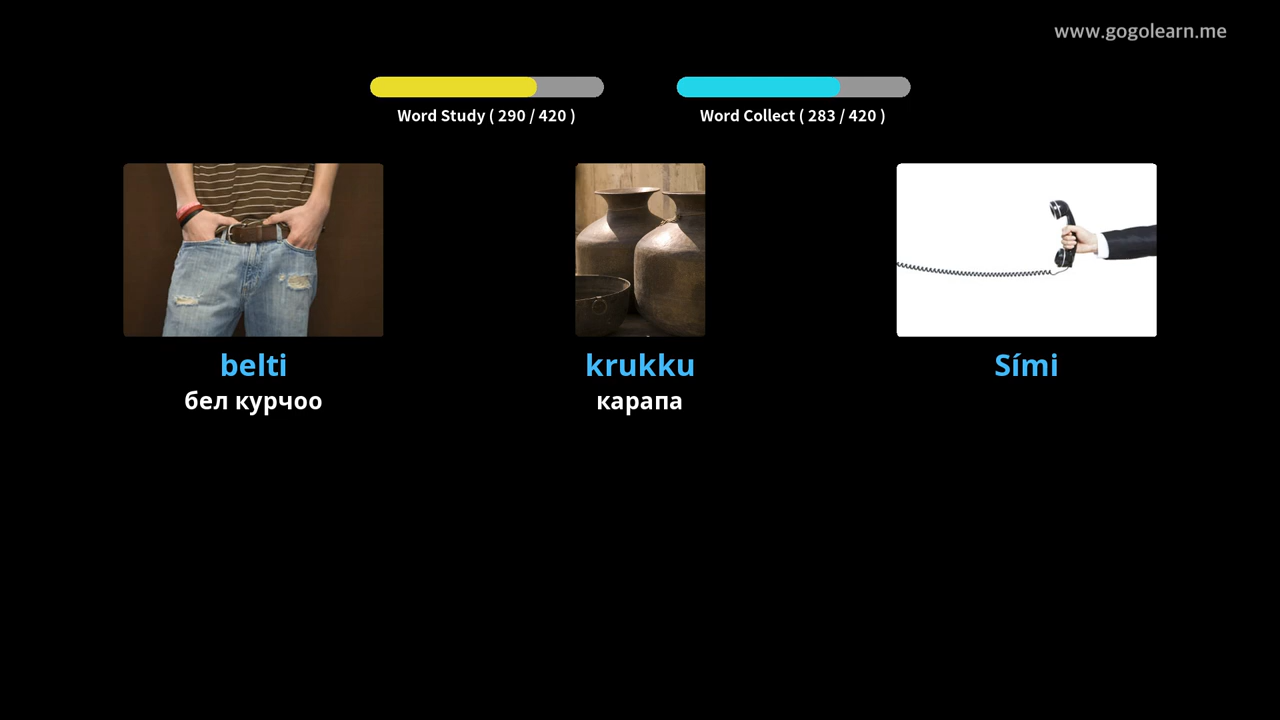 www.gogolearn.me
Word Study ( 290 / 420 )
Word Collect ( 283 / 420 )
belti
krukku
Sími
бел курчоо
карапа